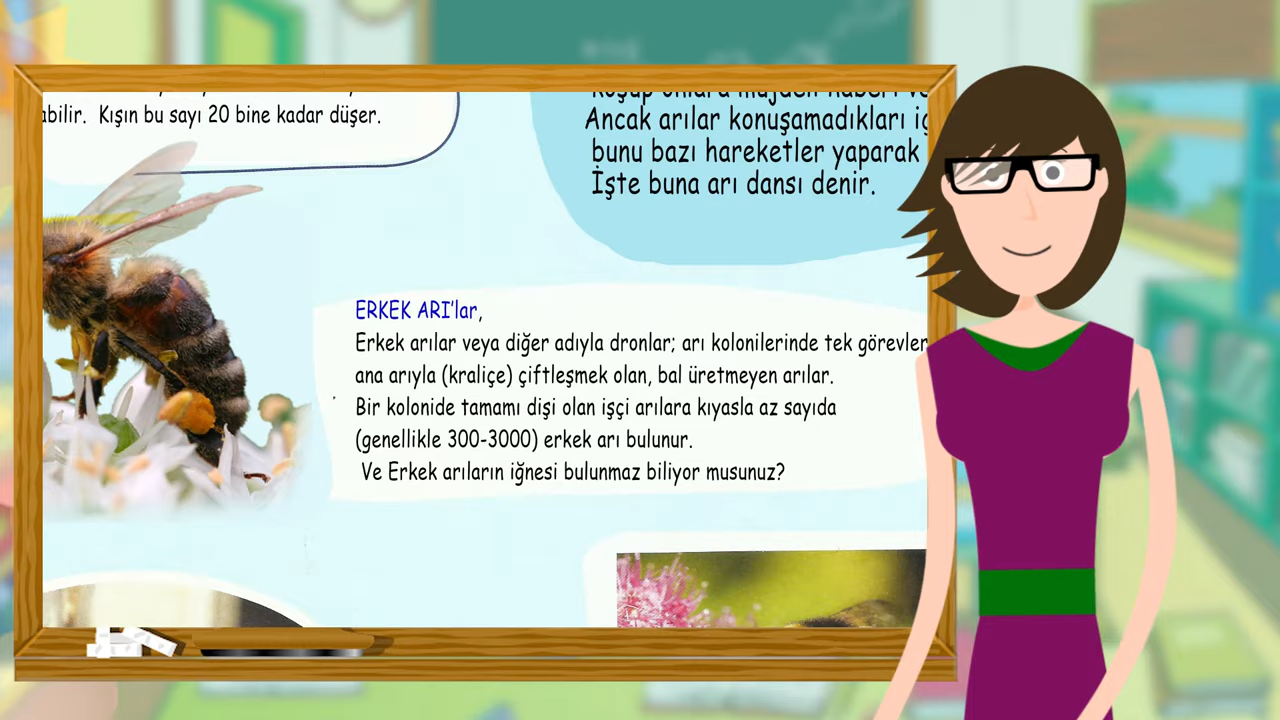 abilir. Kışın bu sayı 20 bine kadar düşer.
Ancak arılar konuşamadıkları iç
bunu bazı hareketler yaparak
İşte buna arı dansı denir.
ERKEK ARI'lar,
Erkek arılar veya diğer adıyla dronlar; arı kolonilerinde tek görevler
ana arıyla (kraliçe) çiftleşmek olan, bal üretmeyen arılar.
Bir kolonide tamamı dişi olan işçi arılara kıyasla az sayıda
(genellikle 300-3000) erkek arı bulunur.
Ve Erkek arıların iğnesi bulunmaz biliyor musunuz?